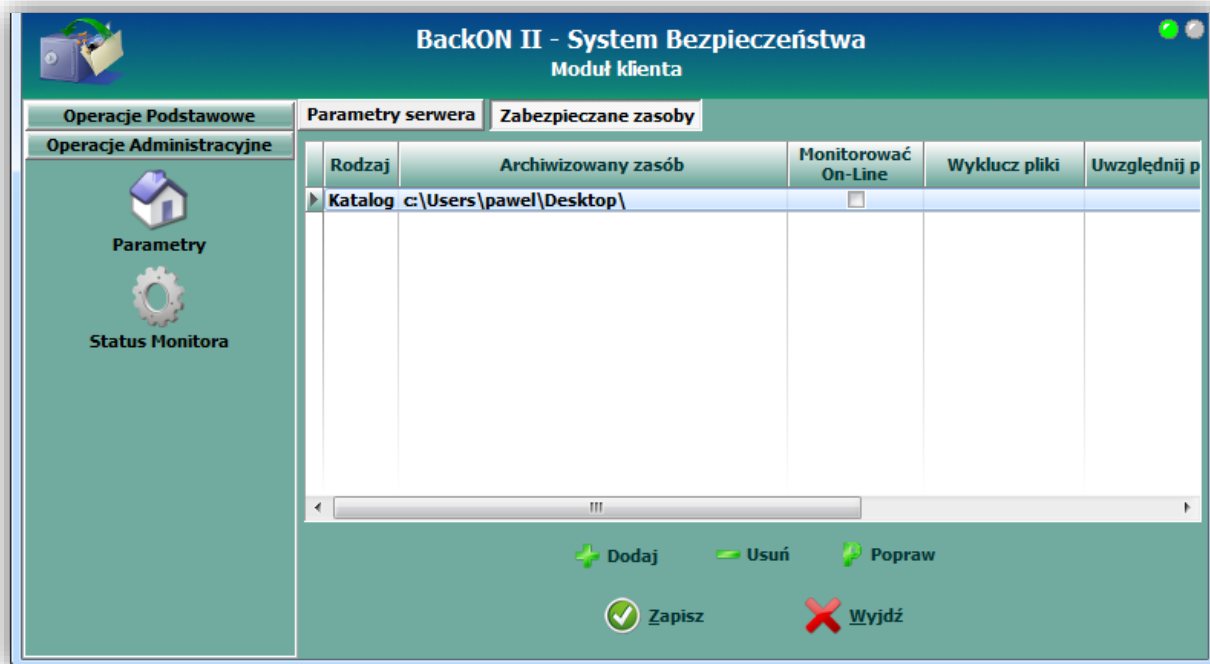 BackON II - System Bezpieczeństwa
Moduł klienta
Operacje Podstawowe
Operacje Administracyjne
Parametry
Status Monitora
Parametry serwera
Zabezpieczane zasoby
Rodzaj
Archiwizowany zasób
Monitorować
On-Line
Wyklucz pliki
Uwzględnij p
Katalog
c:\Users\pawel\Desktop\
Dodaj
Usuń
Popraw
Zapisz
Wyjdź